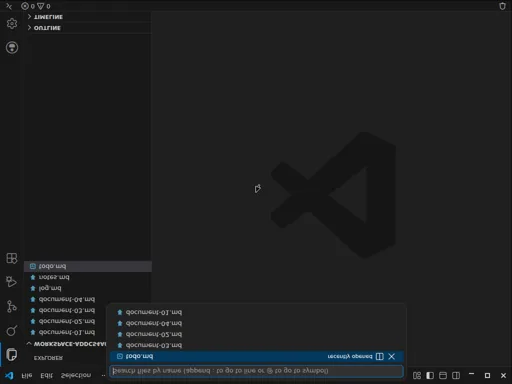 File Edit Selection ···
Search files by name (append : to go to line or @ to go to symbol)
todo.md recently opened
document-03.md
document-02.md
document-04.md
document-01.md
EXPLORER
document-01.md
document-02.md
document-03.md
document-04.md
log.md
notes.md
todo.md
OUTLINE
TIMELINE
0 0